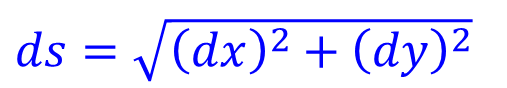 ds = √(dx)² + (dy)²